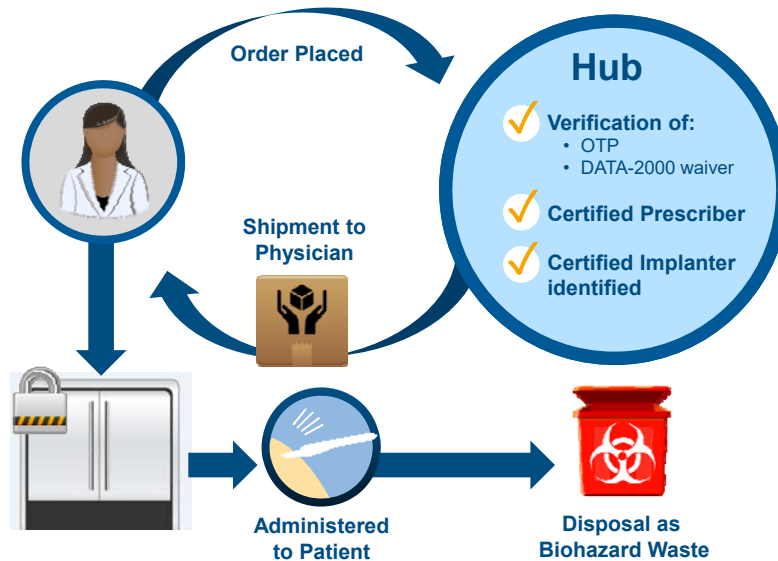 Order Placed
Hub
Verification of:
• OTP
• DATA-2000 waiver
Certified Prescriber
Certified Implanter
identified
Shipment to
Physician
Administered
to Patient
Disposal as
Biohazard Waste